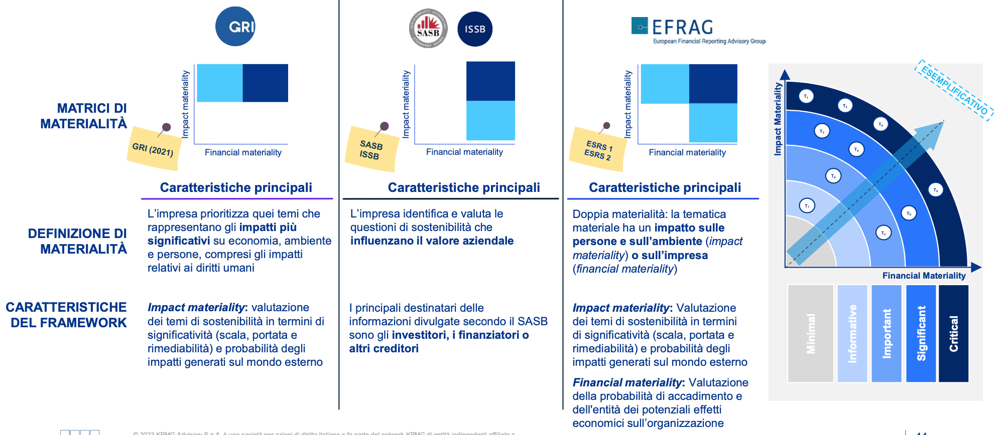 GRI
SUSTAINABILITY ACCOUNTING
SASB
STANDARDS BOARD
ISSB
EFRAG
European Financial Reporting Advisory Group
MATRICI DI
MATERIALITÀ
Impact materiality
Financial materiality
GRI (2021)
Impact materiality
Financial materiality
SASB
ISSB
Impact materiality
Financial materiality
ESRS 1
ESRS 2
ESEMPLIFICATIVO
Impact Materiality
T₁
T₂
T₄
T₃
T₅
T₆
T₈
T₇
T₉
Tₓ
Financial Materiality
Minimal
Informative
Important
Significant
Critical
Caratteristiche principali
Caratteristiche principali
Caratteristiche principali
DEFINIZIONE DI
MATERIALITÀ
L’impresa prioritizza quei temi che
rappresentano gli impatti più
significativi su economia, ambiente
e persone, compresi gli impatti
relativi ai diritti umani
L’impresa identifica e valuta le
questioni di sostenibilità che
influenzano il valore aziendale
Doppia materialità: la tematica
materiale ha un impatto sulle
persone e sull’ambiente (impact
materiality) o sull’impresa
(financial materiality)
CARATTERISTICHE
DEL FRAMEWORK
Impact materiality: valutazione
dei temi di sostenibilità in termini di
significatività (scala, portata e
rimediabilità) e probabilità degli
impatti generati sul mondo esterno
I principali destinatari delle
informazioni divulgate secondo il SASB
sono gli investitori, i finanziatori o
altri creditori
Impact materiality: Valutazione
dei temi di sostenibilità in termini
di significatività (scala, portata e
rimediabilità) e probabilità degli
impatti generati sul mondo esterno
Financial materiality: Valutazione
della probabilità di accadimento e
dell'entità dei potenziali effetti
economici sull’organizzazione
© 2023 KPMG Advisory S.p.A. è una società per azioni di diritto italiano e fa parte del network KPMG di entità indipendenti affiliate a